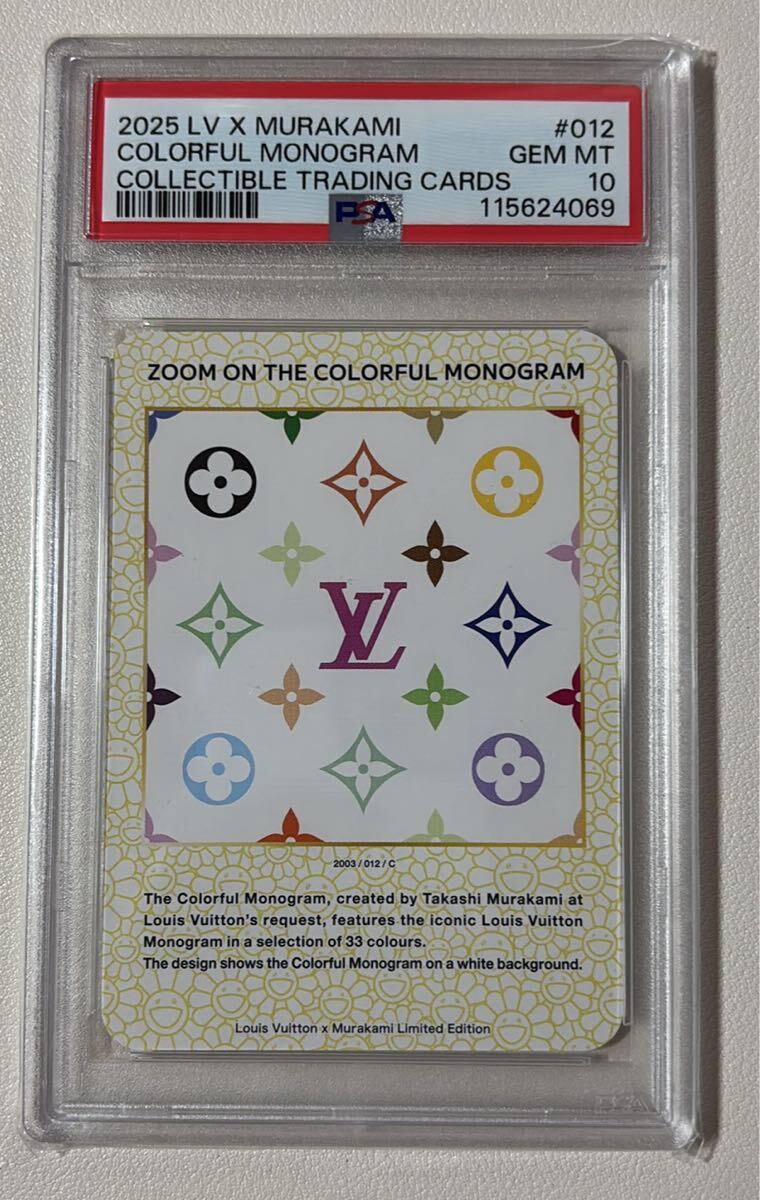 2025 LV X MURAKAMI #012
COLORFUL MONOGRAM GEM MT
COLLECTIBLE TRADING CARDS 10
PSA 115624069
ZOOM ON THE COLORFUL MONOGRAM
LV
2003 / 012 / C
The Colorful Monogram, created by Takashi Murakami at
Louis Vuitton's request, features the iconic Louis Vuitton
Monogram in a selection of 33 colours.
The design shows the Colorful Monogram on a white background.
Louis Vuitton x Murakami Limited Edition
PSA